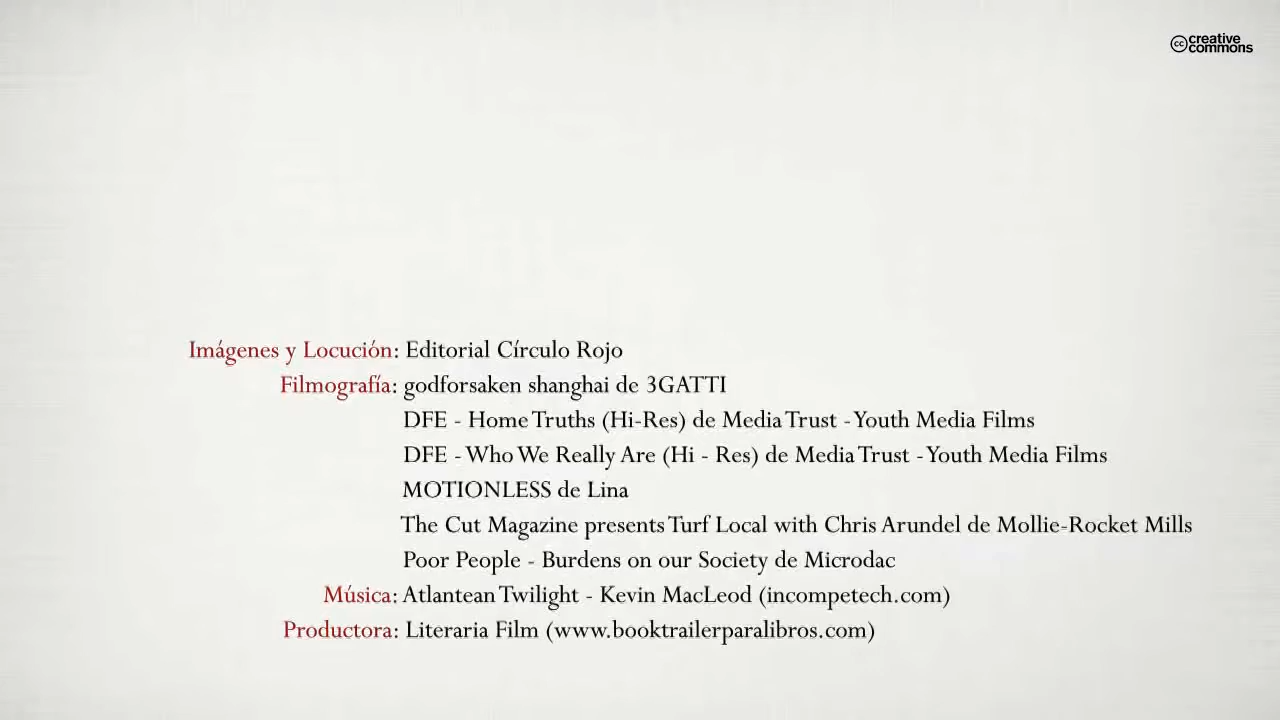 cc creative
commons
Imágenes y Locución: Editorial Círculo Rojo
Filmografía: godforsaken shanghai de 3GATTI
DFE - Home Truths (Hi-Res) de Media Trust - Youth Media Films
DFE - Who We Really Are (Hi - Res) de Media Trust - Youth Media Films
MOTIONLESS de Lina
The Cut Magazine presents Turf Local with Chris Arundel de Mollie-Rocket Mills
Poor People - Burdens on our Society de Microdac
Música: Atlantean Twilight - Kevin MacLeod (incompetech.com)
Productora: Literaria Film (www.booktrailerparalibros.com)